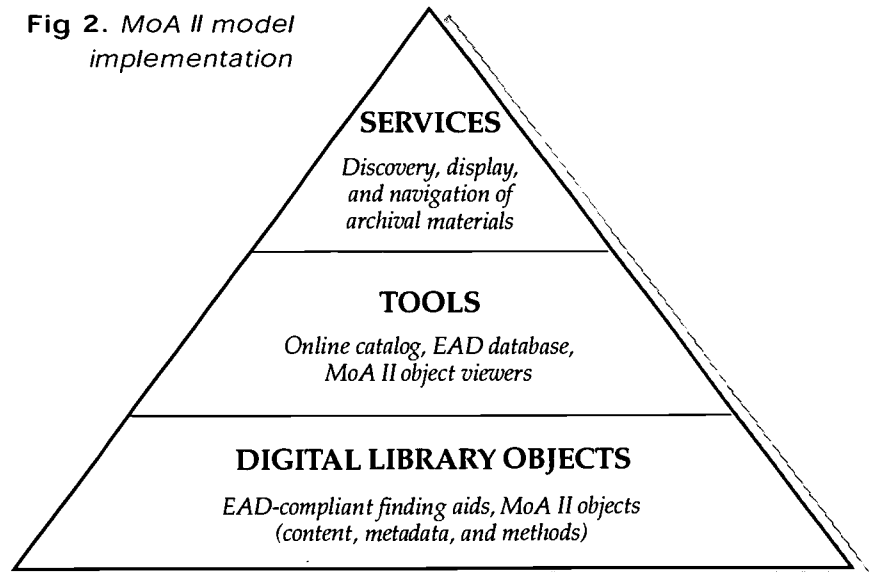 Fig 2. MoA II model
implementation
SERVICES
Discovery, display,
and navigation of
archival materials
TOOLS
Online catalog, EAD database,
MoA II object viewers
DIGITAL LIBRARY OBJECTS
EAD-compliant finding aids, MoA II objects
(content, metadata, and methods)